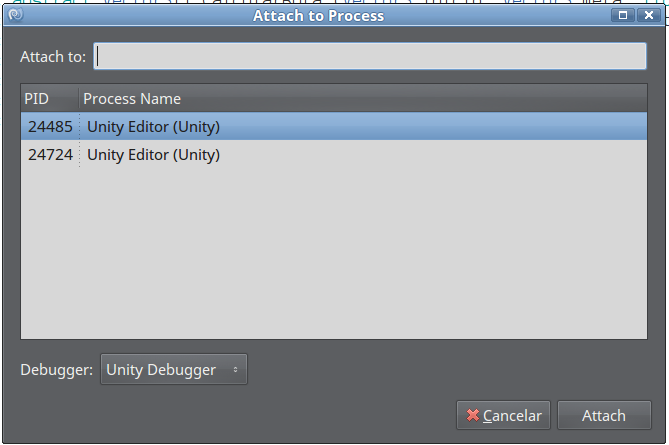 Attach to Process
Attach to:
PID Process Name
24485 Unity Editor (Unity)
24724 Unity Editor (Unity)
Debugger: Unity Debugger
Cancelar Attach